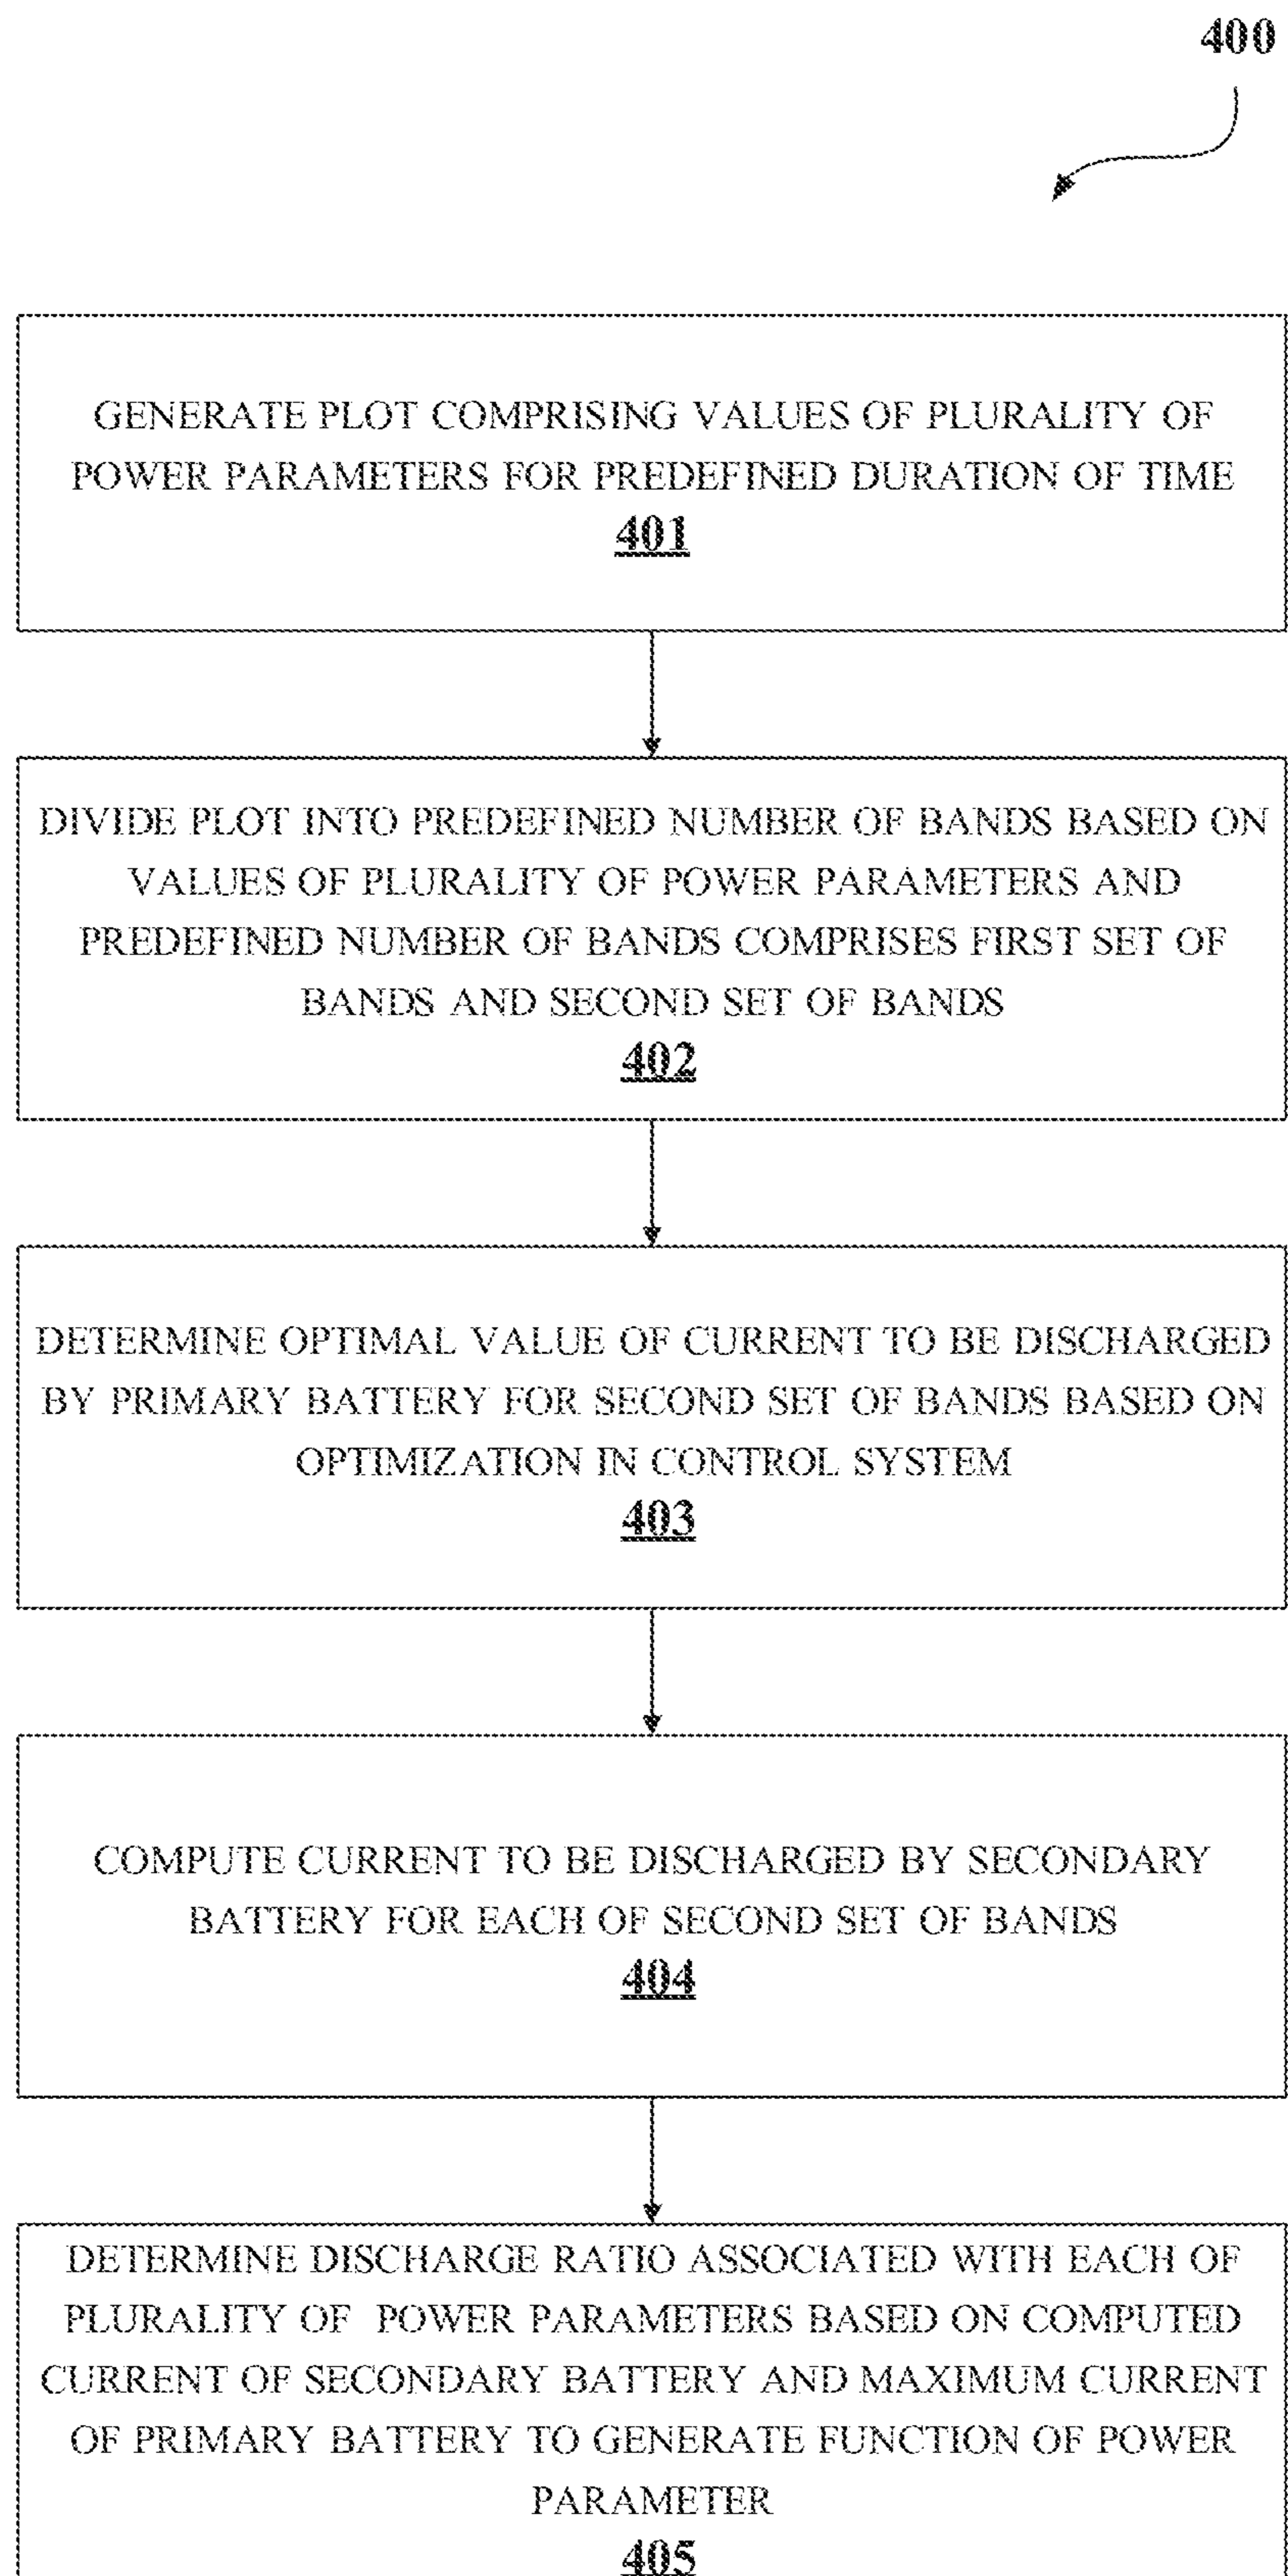 400
GENERATE PLOT COMPRISING VALUES OF PLURALITY OF
POWER PARAMETERS FOR PREDEFINED DURATION OF TIME
401
DIVIDE PLOT INTO PREDEFINED NUMBER OF BANDS BASED ON
VALUES OF PLURALITY OF POWER PARAMETERS AND
PREDEFINED NUMBER OF BANDS COMPRISES FIRST SET OF
BANDS AND SECOND SET OF BANDS
402
DETERMINE OPTIMAL VALUE OF CURRENT TO BE DISCHARGED
BY PRIMARY BATTERY FOR SECOND SET OF BANDS BASED ON
OPTIMIZATION IN CONTROL SYSTEM
403
COMPUTE CURRENT TO BE DISCHARGED BY SECONDARY
BATTERY FOR EACH OF SECOND SET OF BANDS
404
DETERMINE DISCHARGE RATIO ASSOCIATED WITH EACH OF
PLURALITY OF POWER PARAMETERS BASED ON COMPUTED
CURRENT OF SECONDARY BATTERY AND MAXIMUM CURRENT
OF PRIMARY BATTERY TO GENERATE FUNCTION OF POWER
PARAMETER
405